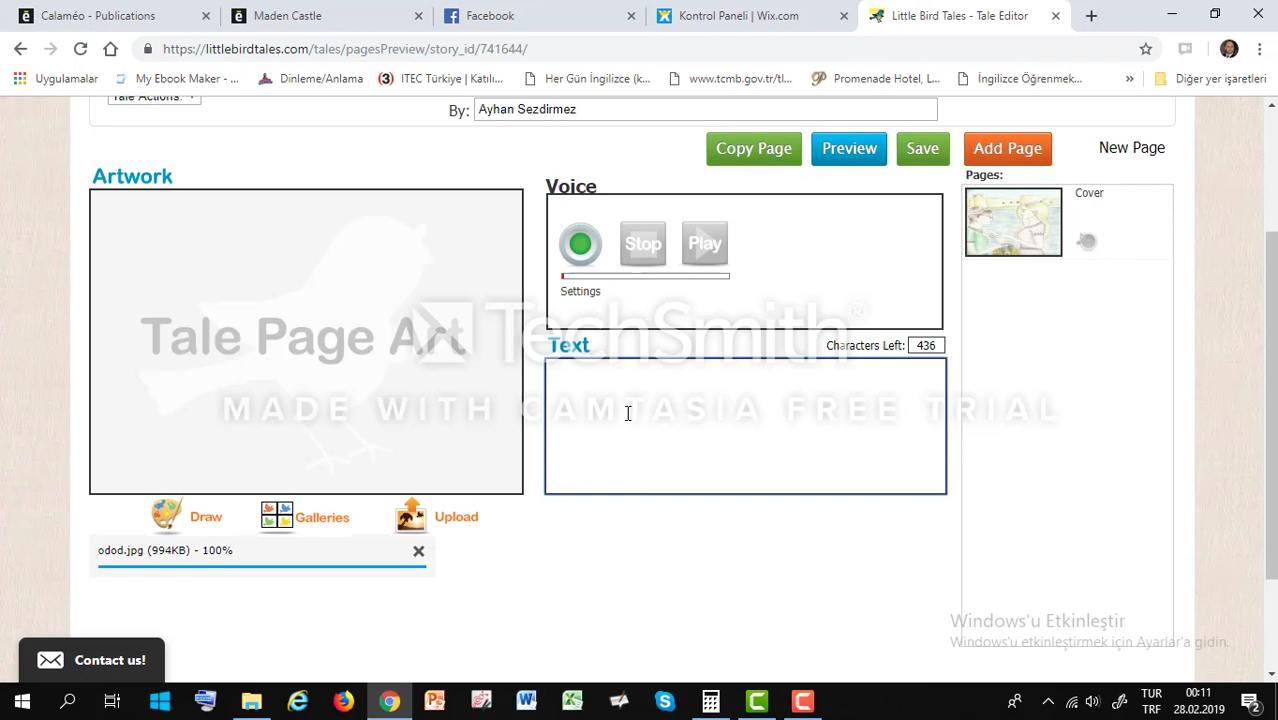 Calaméo - Publications
Maden Castle
Facebook
Kontrol Paneli | Wix.com
Little Bird Tales - Tale Editor
https://littlebirdtales.com/tales/pagesPreview/story_id/741644/
Uygulamalar
My Ebook Maker - ...
Dinleme/Anlama
ITEC Türkiye | Katılı...
Her Gün İngilizce (k...
www.tcmb.gov.tr/tl...
Promenade Hotel, L...
İngilizce Öğrenmek...
»
Diğer yer işaretleri
Tale Actions:
By: Ayhan Sezdirmez
Copy Page
Preview
Save
Add Page
New Page
Artwork
Voice
Pages:
Cover
Stop
Play
Settings
Tale Page Art
TechSmith®
Text
Characters Left: 436
MADE WITH CAMTASIA FREE TRIAL
Draw
Galleries
Upload
odod.jpg (994KB) - 100%
Windows'u Etkinleştir
Windows'u etkinleştirmek için Ayarlar'a gidin.
Contact us!
TUR
TRF
00:11
28.02.2019
2